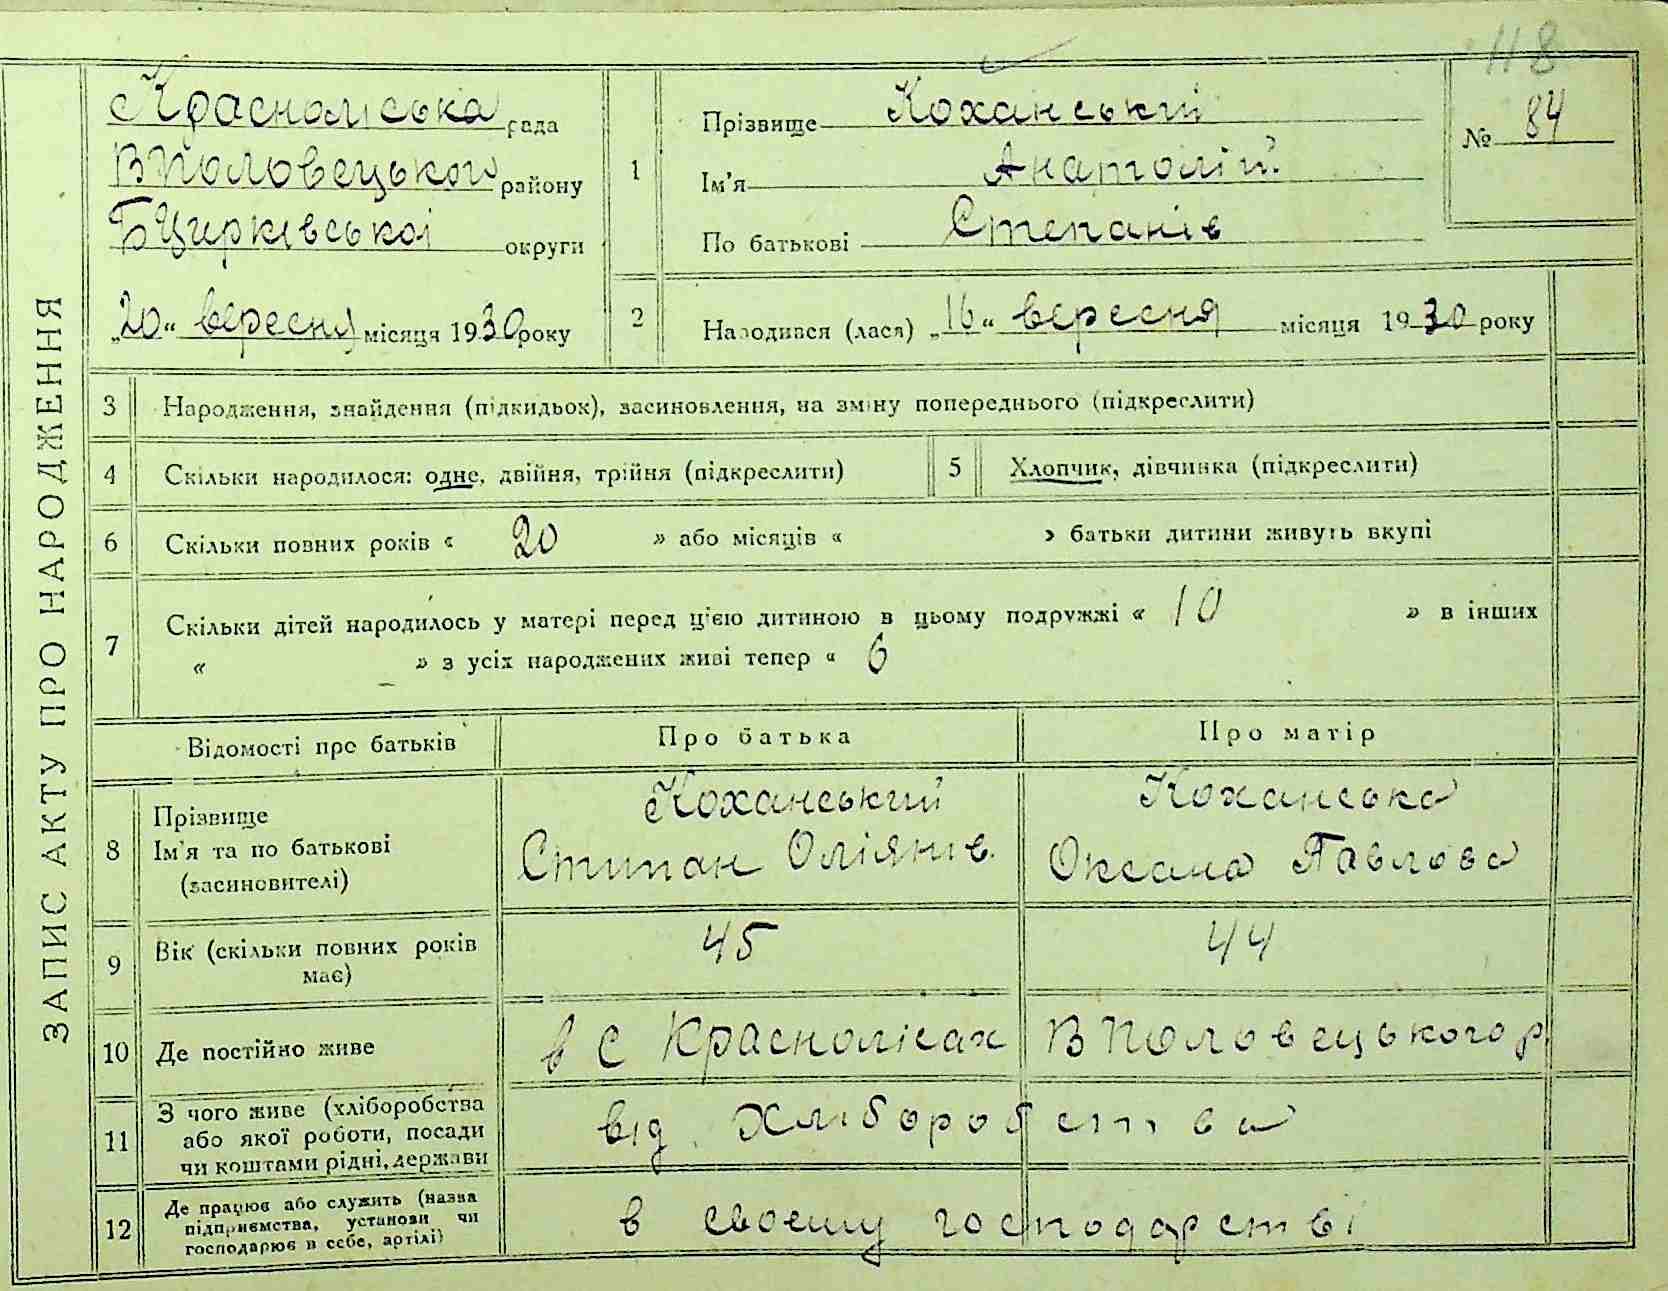 118
ЗАПИС АКТУ ПРО НАРОДЖЕННЯ
Красноліська рада
ВПоловецького району
БЦирківської округи
„20“ вересня місяця 1930 року
1
Прізвище Коханський
Ім'я Анатолій
По батькові Степанів
№ 84
2 Народився (лася) „16“ вересня місяця 1930 року
3 Народження, знайдення (підкидьок), засиновлення, на зміну попереднього (підкреслити)
4 Скільки народилося: одне, двійня, трійня (підкреслити) 5 Хлопчик, дівчинка (підкреслити)
6 Скільки повних років « 20 » або місяців « » батьки дитини живуть вкупі
7 Скільки дітей народилось у матері перед цією дитиною в цьому подружжі « 10 » в інших
« » з усіх народжених живі тепер « 6
Відомості про батьків Про батька Про матір
8 Прізвище
Ім'я та по батькові
(засиновителі)
Коханський
Степан Оліянів.
Коханська
Оксана Павлова
9 Вік (скільки повних років
має)
45 44
10 Де постійно живе в с Краснолісах ВПоловецького р.
11 З чого живе (хліборобства
або якої роботи, посади
чи коштами рідні, держави
від хліборобства
12 Де працює або служить (назва
підприємства, установи чи
господарює в себе, артілі)
в своєму господарстві